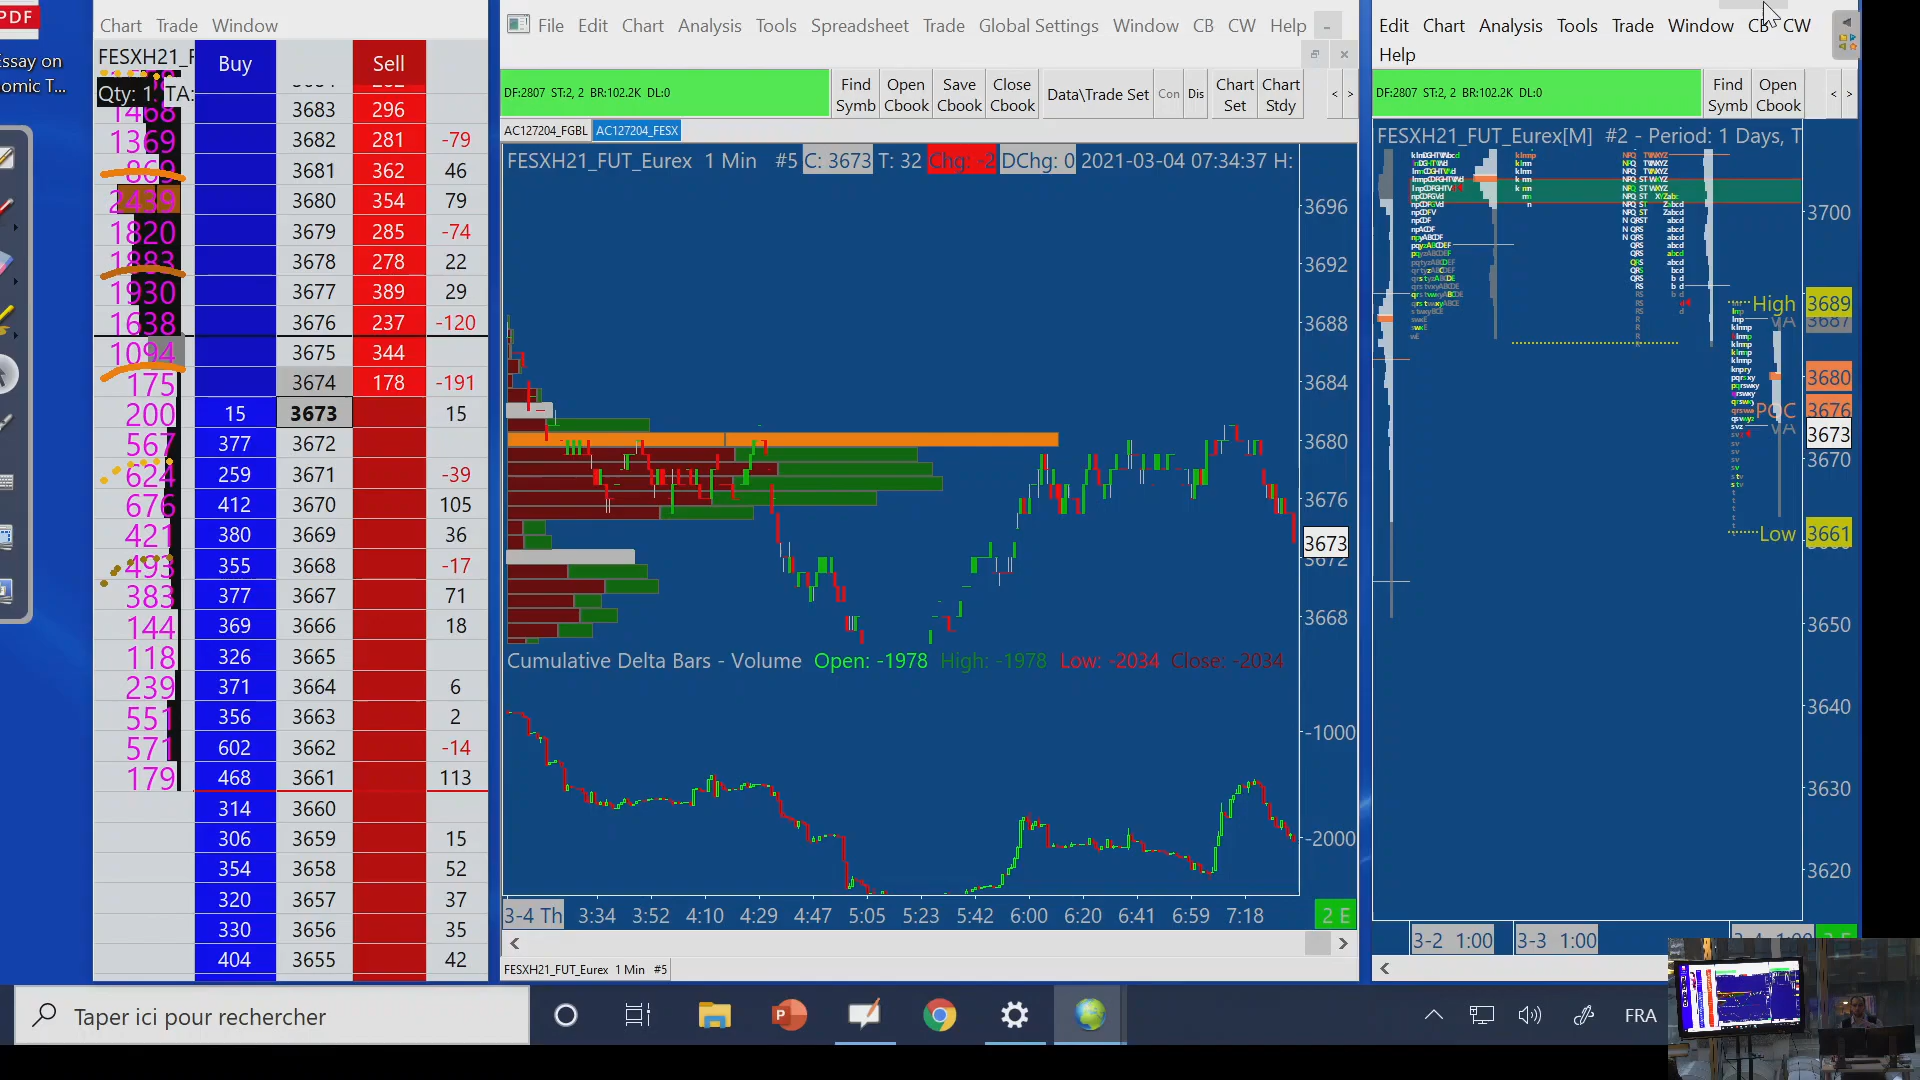 PDF
Essay on
omic T...
Chart Trade Window
FESXH21_F
Buy
Sell
Qty: 1 TA:
1468 3683 296
1369 3682 281 -79
869 3681 362 46
2439 3680 354 79
1820 3679 285 -74
1883 3678 278 22
1930 3677 389 29
1638 3676 237 -120
1094 3675 344
175 3674 178 -191
200 15 3673 15
567 377 3672
624 259 3671 -39
676 412 3670 105
421 380 3669 36
493 355 3668 -17
383 377 3667 71
144 369 3666 18
118 326 3665
239 371 3664 6
551 356 3663 2
571 602 3662 -14
179 468 3661 113
314 3660
306 3659 15
354 3658 52
320 3657 37
330 3656 35
404 3655 42
File Edit Chart Analysis Tools Spreadsheet Trade Global Settings Window CB CW Help
DF:2807 ST:2, 2 BR:102.2K DL:0
Find Symb
Open Cbook
Save Cbook
Close Cbook
Data\Trade Set
Con
Dis
Chart Set
Chart Stdy
< >
AC127204_FGBL AC127204_FESX
FESXH21_FUT_Eurex 1 Min #5 C: 3673 T: 32 Chg: -2 DChg: 0 2021-03-04 07:34:37 H:
3696
3692
3688
3684
3680
3676
3673
3672
3668
Cumulative Delta Bars - Volume Open: -1978 High: -1978 Low: -2034 Close: -2034
-1000
-2000
3-4 Th 3:34 3:52 4:10 4:29 4:47 5:05 5:23 5:42 6:00 6:20 6:41 6:59 7:18 2 E
FESXH21_FUT_Eurex 1 Min #5
Edit Chart Analysis Tools Trade Window CB CW
Help
DF:2807 ST:2, 2 BR:102.2K DL:0
Find Symb
Open Cbook
< >
FESXH21_FUT_Eurex[M] #2 - Period: 1 Days, T
3700
High 3689
VA 3687
3680
POC 3676
VA
3673
3670
Low 3661
3650
3640
3630
3620
3-2 1:00 3-3 1:00 3-4 1:00
Taper ici pour rechercher
FRA